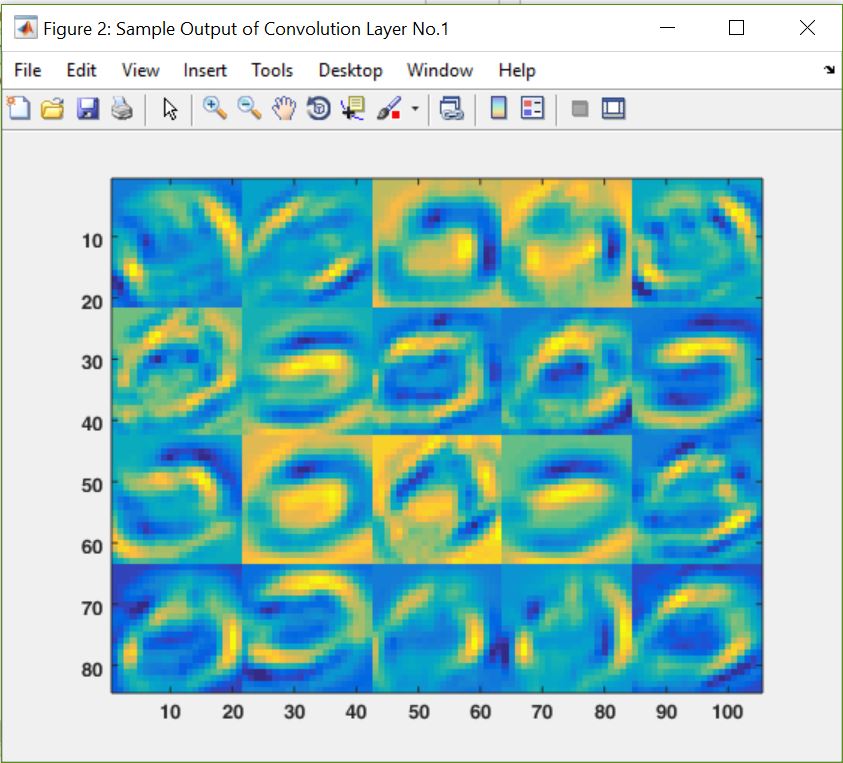 Figure 2: Sample Output of Convolution Layer No.1
File Edit View Insert Tools Desktop Window Help
10
20
30
40
50
60
70
80
10 20 30 40 50 60 70 80 90 100